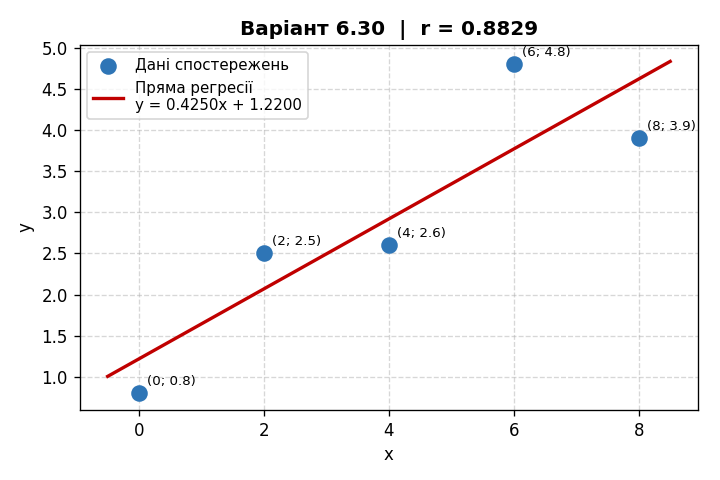 Варіант 6.30 | r = 0.8829
Дані спостережень
Пряма регресії
y = 0.4250x + 1.2200
(6; 4.8)
(8; 3.9)
(2; 2.5)
(4; 2.6)
(0; 0.8)
5.0
4.5
4.0
3.5
3.0
2.5
2.0
1.5
1.0
y
0 2 4 6 8
x